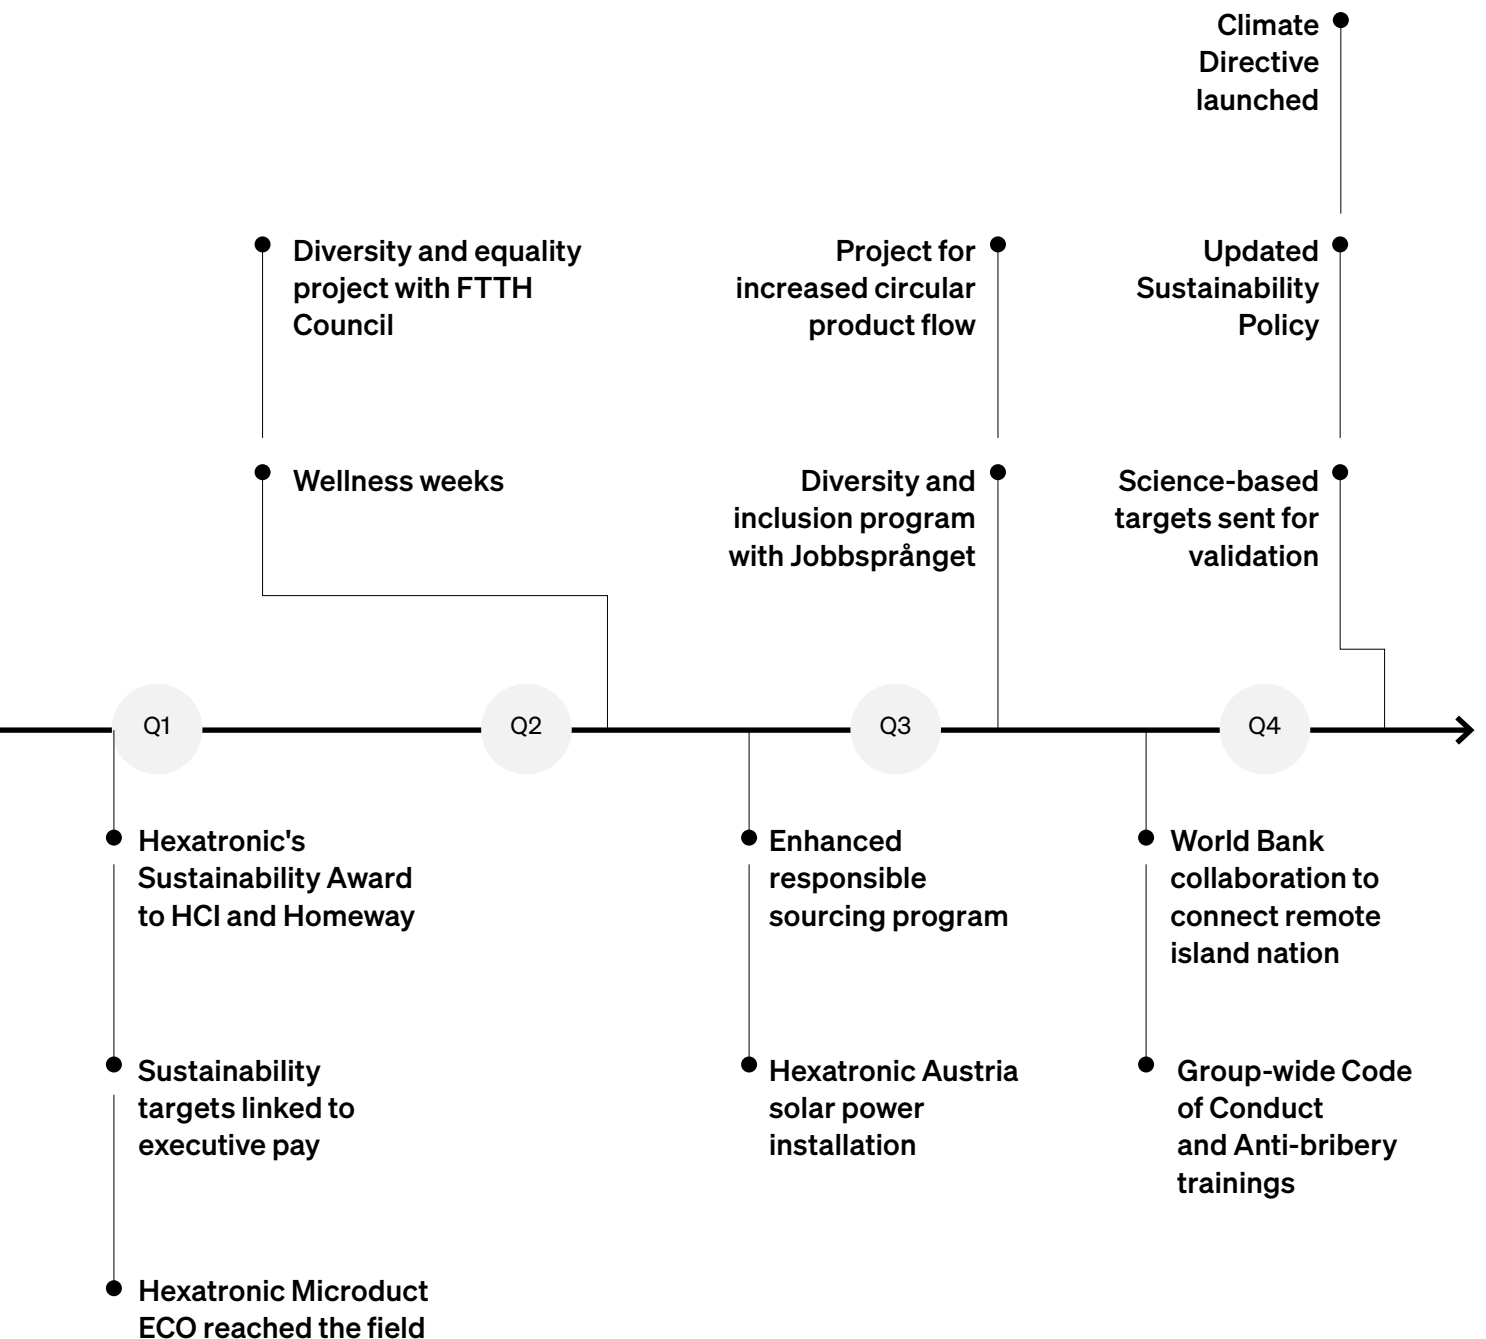 Climate
Directive
launched
Diversity and equality
project with FTTH
Council
Project for
increased circular
product flow
Updated
Sustainability
Policy
Wellness weeks
Diversity and
inclusion program
with Jobbsprånget
Science-based
targets sent for
validation
Q1
Q2
Q3
Q4
Hexatronic's
Sustainability Award
to HCI and Homeway
Enhanced
responsible
sourcing program
World Bank
collaboration to
connect remote
island nation
Sustainability
targets linked to
executive pay
Hexatronic Austria
solar power
installation
Group-wide Code
of Conduct
and Anti-bribery
trainings
Hexatronic Microduct
ECO reached the field